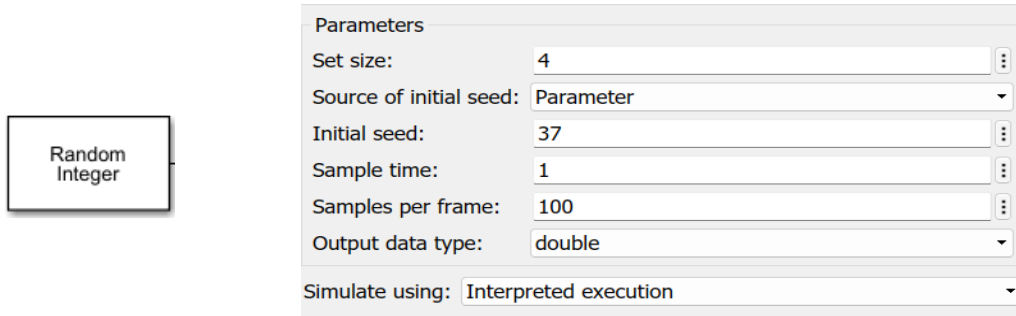 Random
Integer
Parameters
Set size: 4
Source of initial seed: Parameter
Initial seed: 37
Sample time: 1
Samples per frame: 100
Output data type: double
Simulate using: Interpreted execution